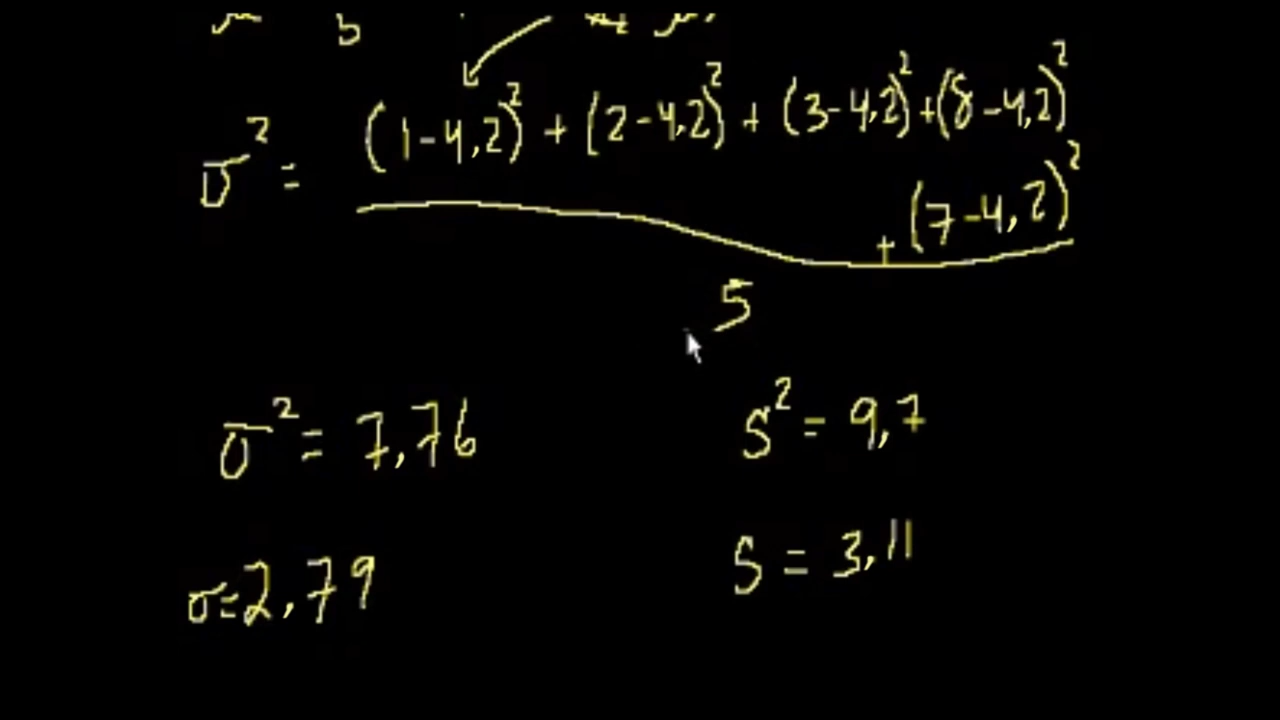 σ² = (1-4,2)² + (2-4,2)² + (3-4,2)² + (8-4,2)²
+ (7-4,2)²
5
σ² = 7,76
s² = 9,7
σ = 2,79
s = 3,11